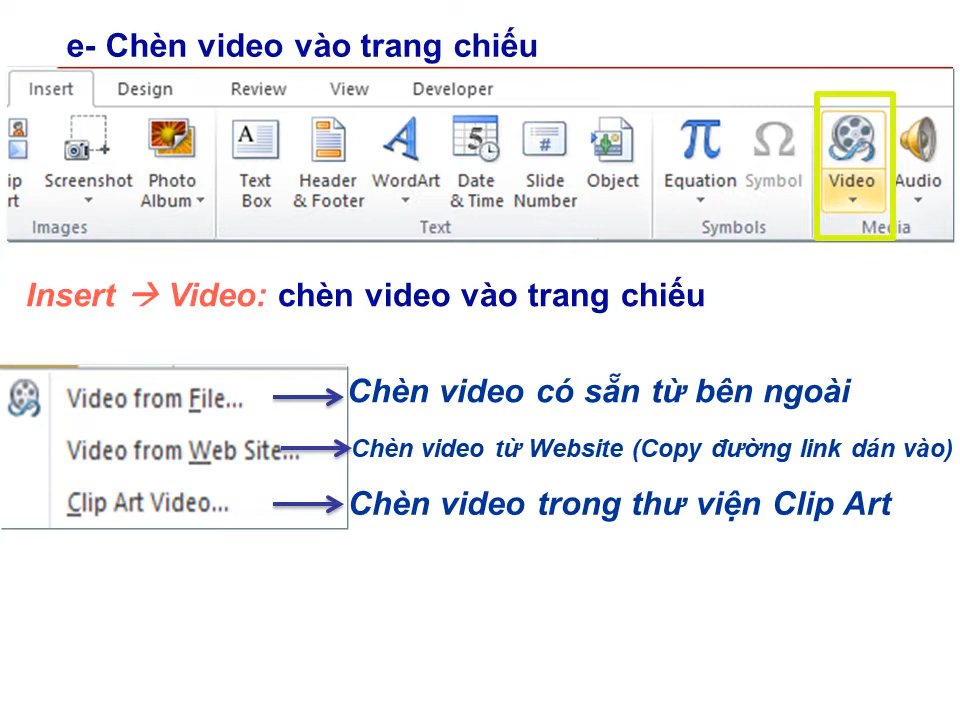 e- Chèn video vào trang chiếu
Insert Design Review View Developer
ip Screenshot Photo Text Header WordArt Date Slide Object Equation Symbol Video Audio
rt Album Box & Footer & Time Number
Images Text Symbols Media
Insert → Video: chèn video vào trang chiếu
Video from File... Chèn video có sẵn từ bên ngoài
Video from Web Site... Chèn video từ Website (Copy đường link dán vào)
Clip Art Video... Chèn video trong thư viện Clip Art